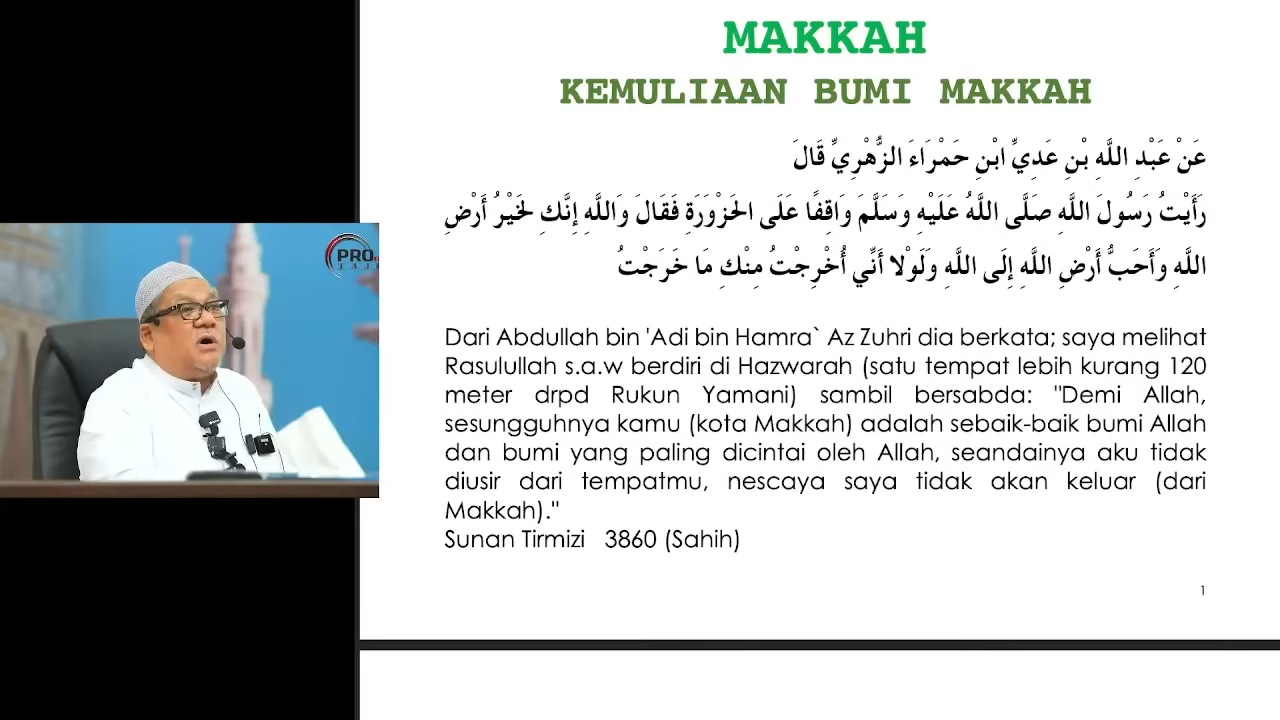 MAKKAH
KEMULIAAN BUMI MAKKAH
عَنْ عَبْدِ اللَّهِ بْنِ عَدِيِّ ابْنِ حَمْرَاءَ الزُّهْرِيِّ قَالَ
رَأَيْتُ رَسُولَ اللَّهِ صَلَّى اللَّهُ عَلَيْهِ وَسَلَّمَ وَاقِفًا عَلَى الحَزْوَرَةِ فَقَالَ وَاللَّهِ إِنَّكِ لَخَيْرُ أَرْضِ
اللَّهِ وَأَحَبُّ أَرْضِ اللَّهِ إِلَى اللَّهِ وَلَوْلا أَنِّي أُخْرِجْتُ مِنْكِ مَا خَرَجْتُ
Dari Abdullah bin 'Adi bin Hamra` Az Zuhri dia berkata; saya melihat
Rasulullah s.a.w berdiri di Hazwarah (satu tempat lebih kurang 120
meter drpd Rukun Yamani) sambil bersabda: "Demi Allah,
sesungguhnya kamu (kota Makkah) adalah sebaik-baik bumi Allah
dan bumi yang paling dicintai oleh Allah, seandainya aku tidak
diusir dari tempatmu, nescaya saya tidak akan keluar (dari
Makkah)."
Sunan Tirmizi 3860 (Sahih)
1
PRO